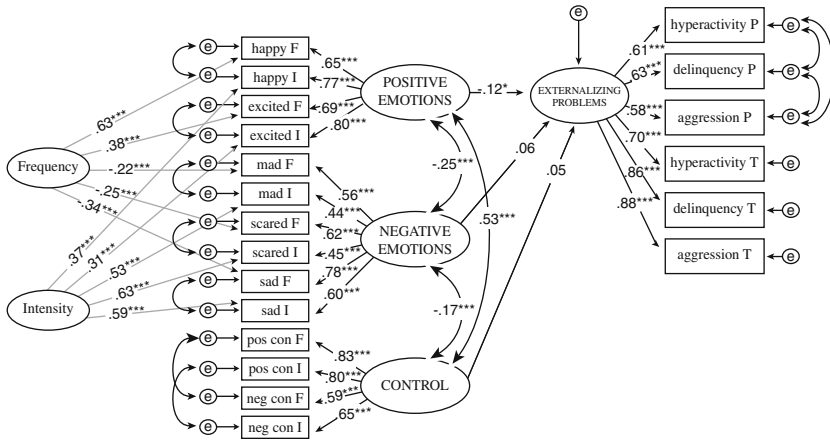 happy F
happy I
excited F
excited I
mad F
mad I
scared F
scared I
sad F
sad I
pos con F
pos con I
neg con F
neg con I
e
e
e
e
e
e
e
e
e
e
e
e
e
e
Frequency
Intensity
.63***
.38***
-.22***
-.25***
-.34***
.37***
.31***
.53***
.63***
.59***
.65***
.77***
.69***
.80***
.56***
.44***
.62***
.45***
.78***
.60***
.83***
.80***
.59***
.65***
POSITIVE
EMOTIONS
NEGATIVE
EMOTIONS
CONTROL
-.25***
.53***
-.17***
-.12*
.06
.05
e
EXTERNALIZING
PROBLEMS
.61***
.63***
.58***
.70***
.86***
.88***
hyperactivity P
delinquency P
aggression P
hyperactivity T
delinquency T
aggression T
e
e
e
e
e
e